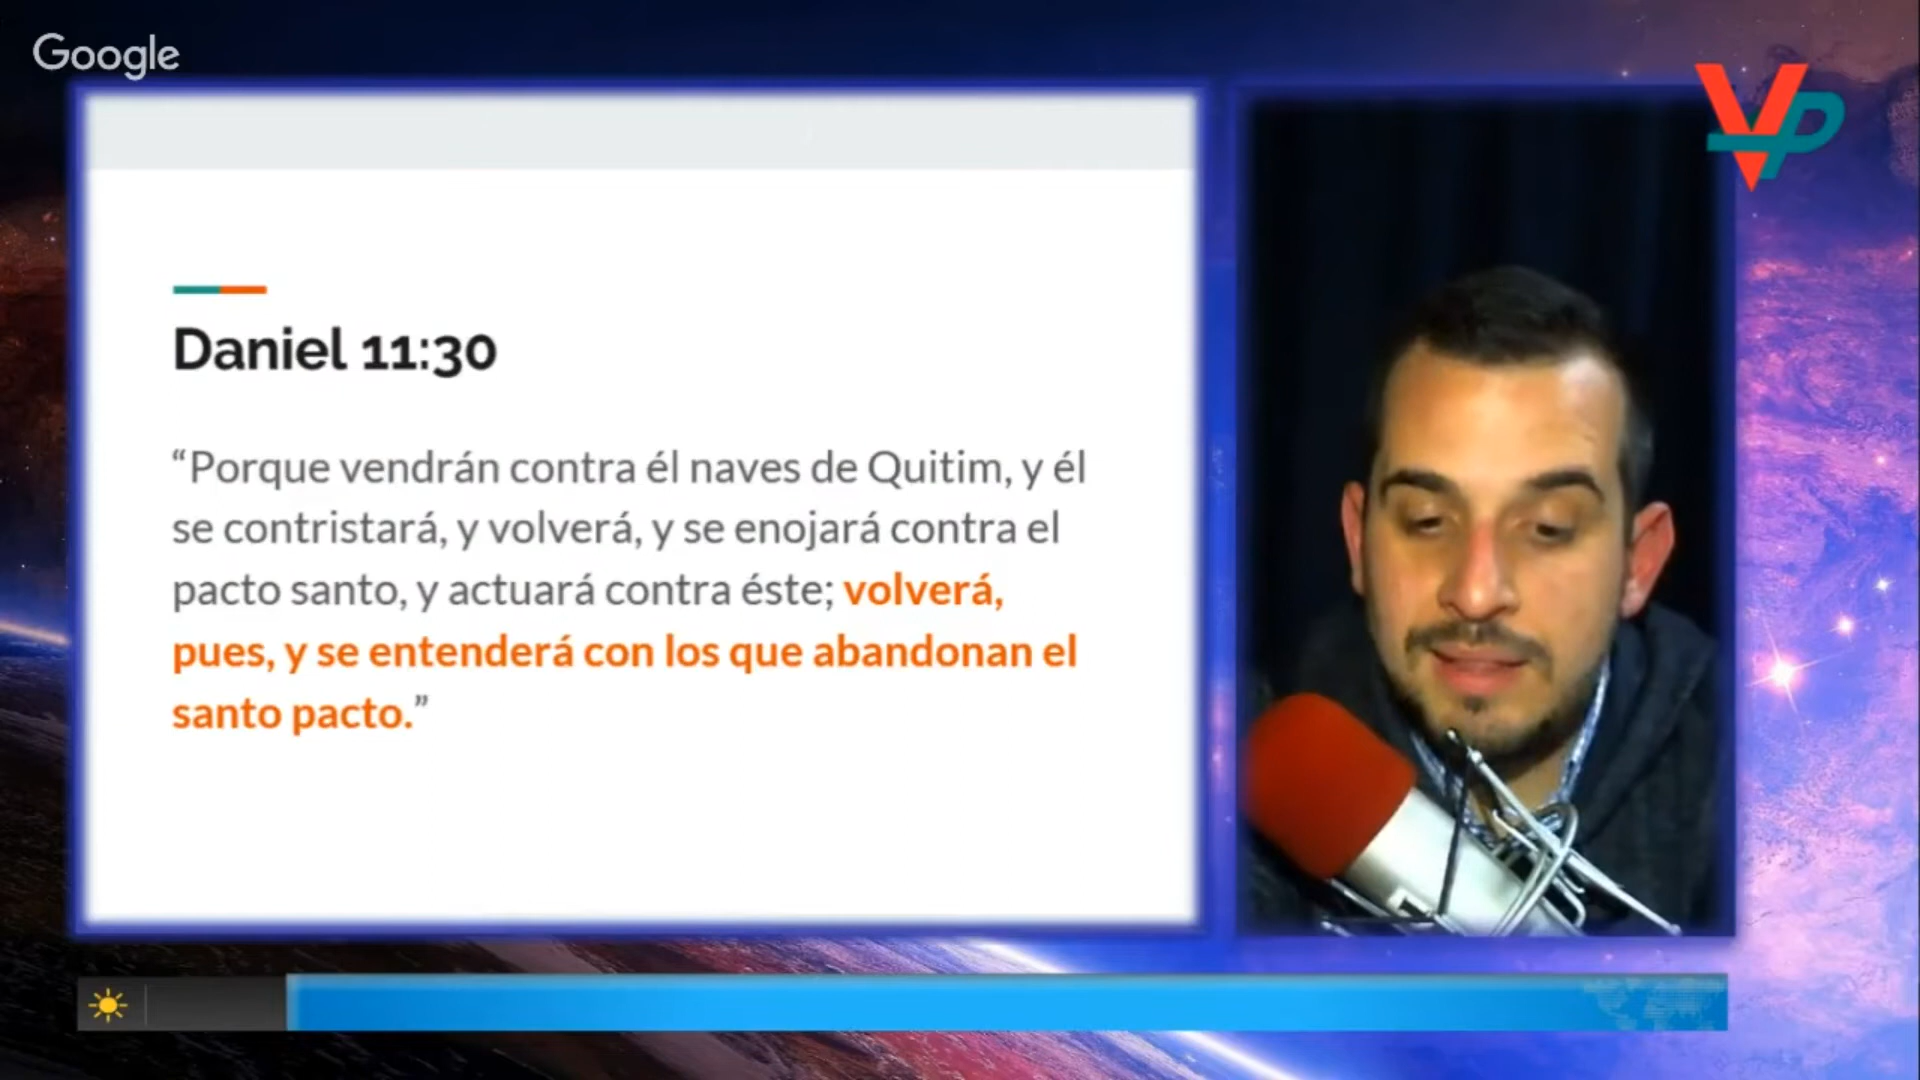 Google
VP
Daniel 11:30
“Porque vendrán contra él naves de Quitim, y él
se contristará, y volverá, y se enojará contra el
pacto santo, y actuará contra éste; volverá,
pues, y se entenderá con los que abandonan el
santo pacto.”